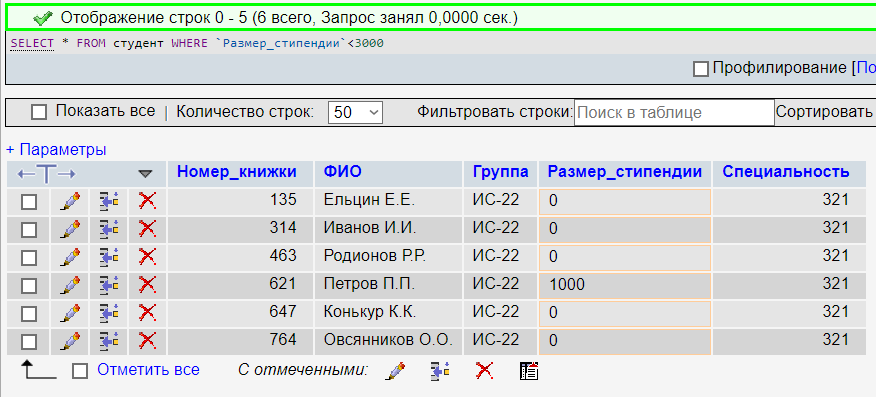 Отображение строк 0 - 5 (6 всего, Запрос занял 0,0000 сек.)
SELECT * FROM студент WHERE `Размер_стипендии`<3000
Профилирование [По
Показать все | Количество строк: 50 Фильтровать строки: Поиск в таблице Сортировать
+ Параметры
←T→ Номер_книжки ФИО Группа Размер_стипендии Специальность
135 Ельцин Е.Е. ИС-22 0 321
314 Иванов И.И. ИС-22 0 321
463 Родионов Р.Р. ИС-22 0 321
621 Петров П.П. ИС-22 1000 321
647 Конькур К.К. ИС-22 0 321
764 Овсянников О.О. ИС-22 0 321
Отметить все С отмеченными: